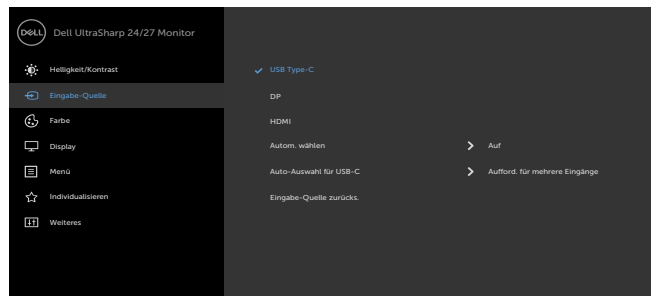 DELL Dell UltraSharp 24/27 Monitor
Helligkeit/Kontrast USB Type-C
Eingabe-Quelle DP
Farbe HDMI
Display Autom. wählen Auf
Menü Auto-Auswahl für USB-C Aufford. für mehrere Eingänge
Individualisieren Eingabe-Quelle zurücks.
Weiteres